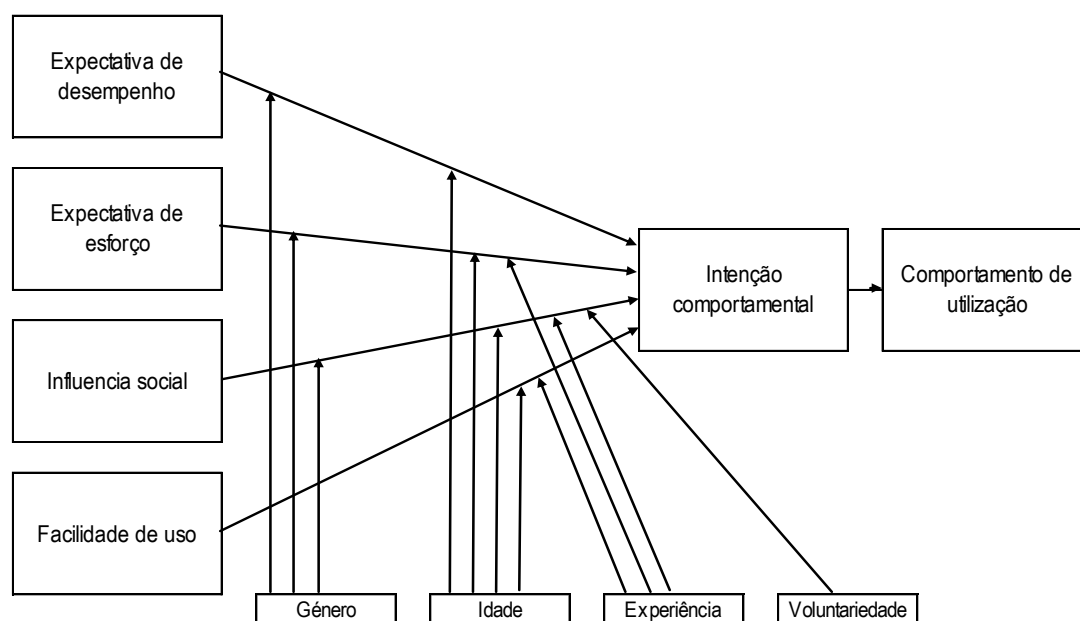 Expectativa de
desempenho
Expectativa de
esforço
Influencia social
Facilidade de uso
Intenção
comportamental
Comportamento de
utilização
Género
Idade
Experiência
Voluntariedade